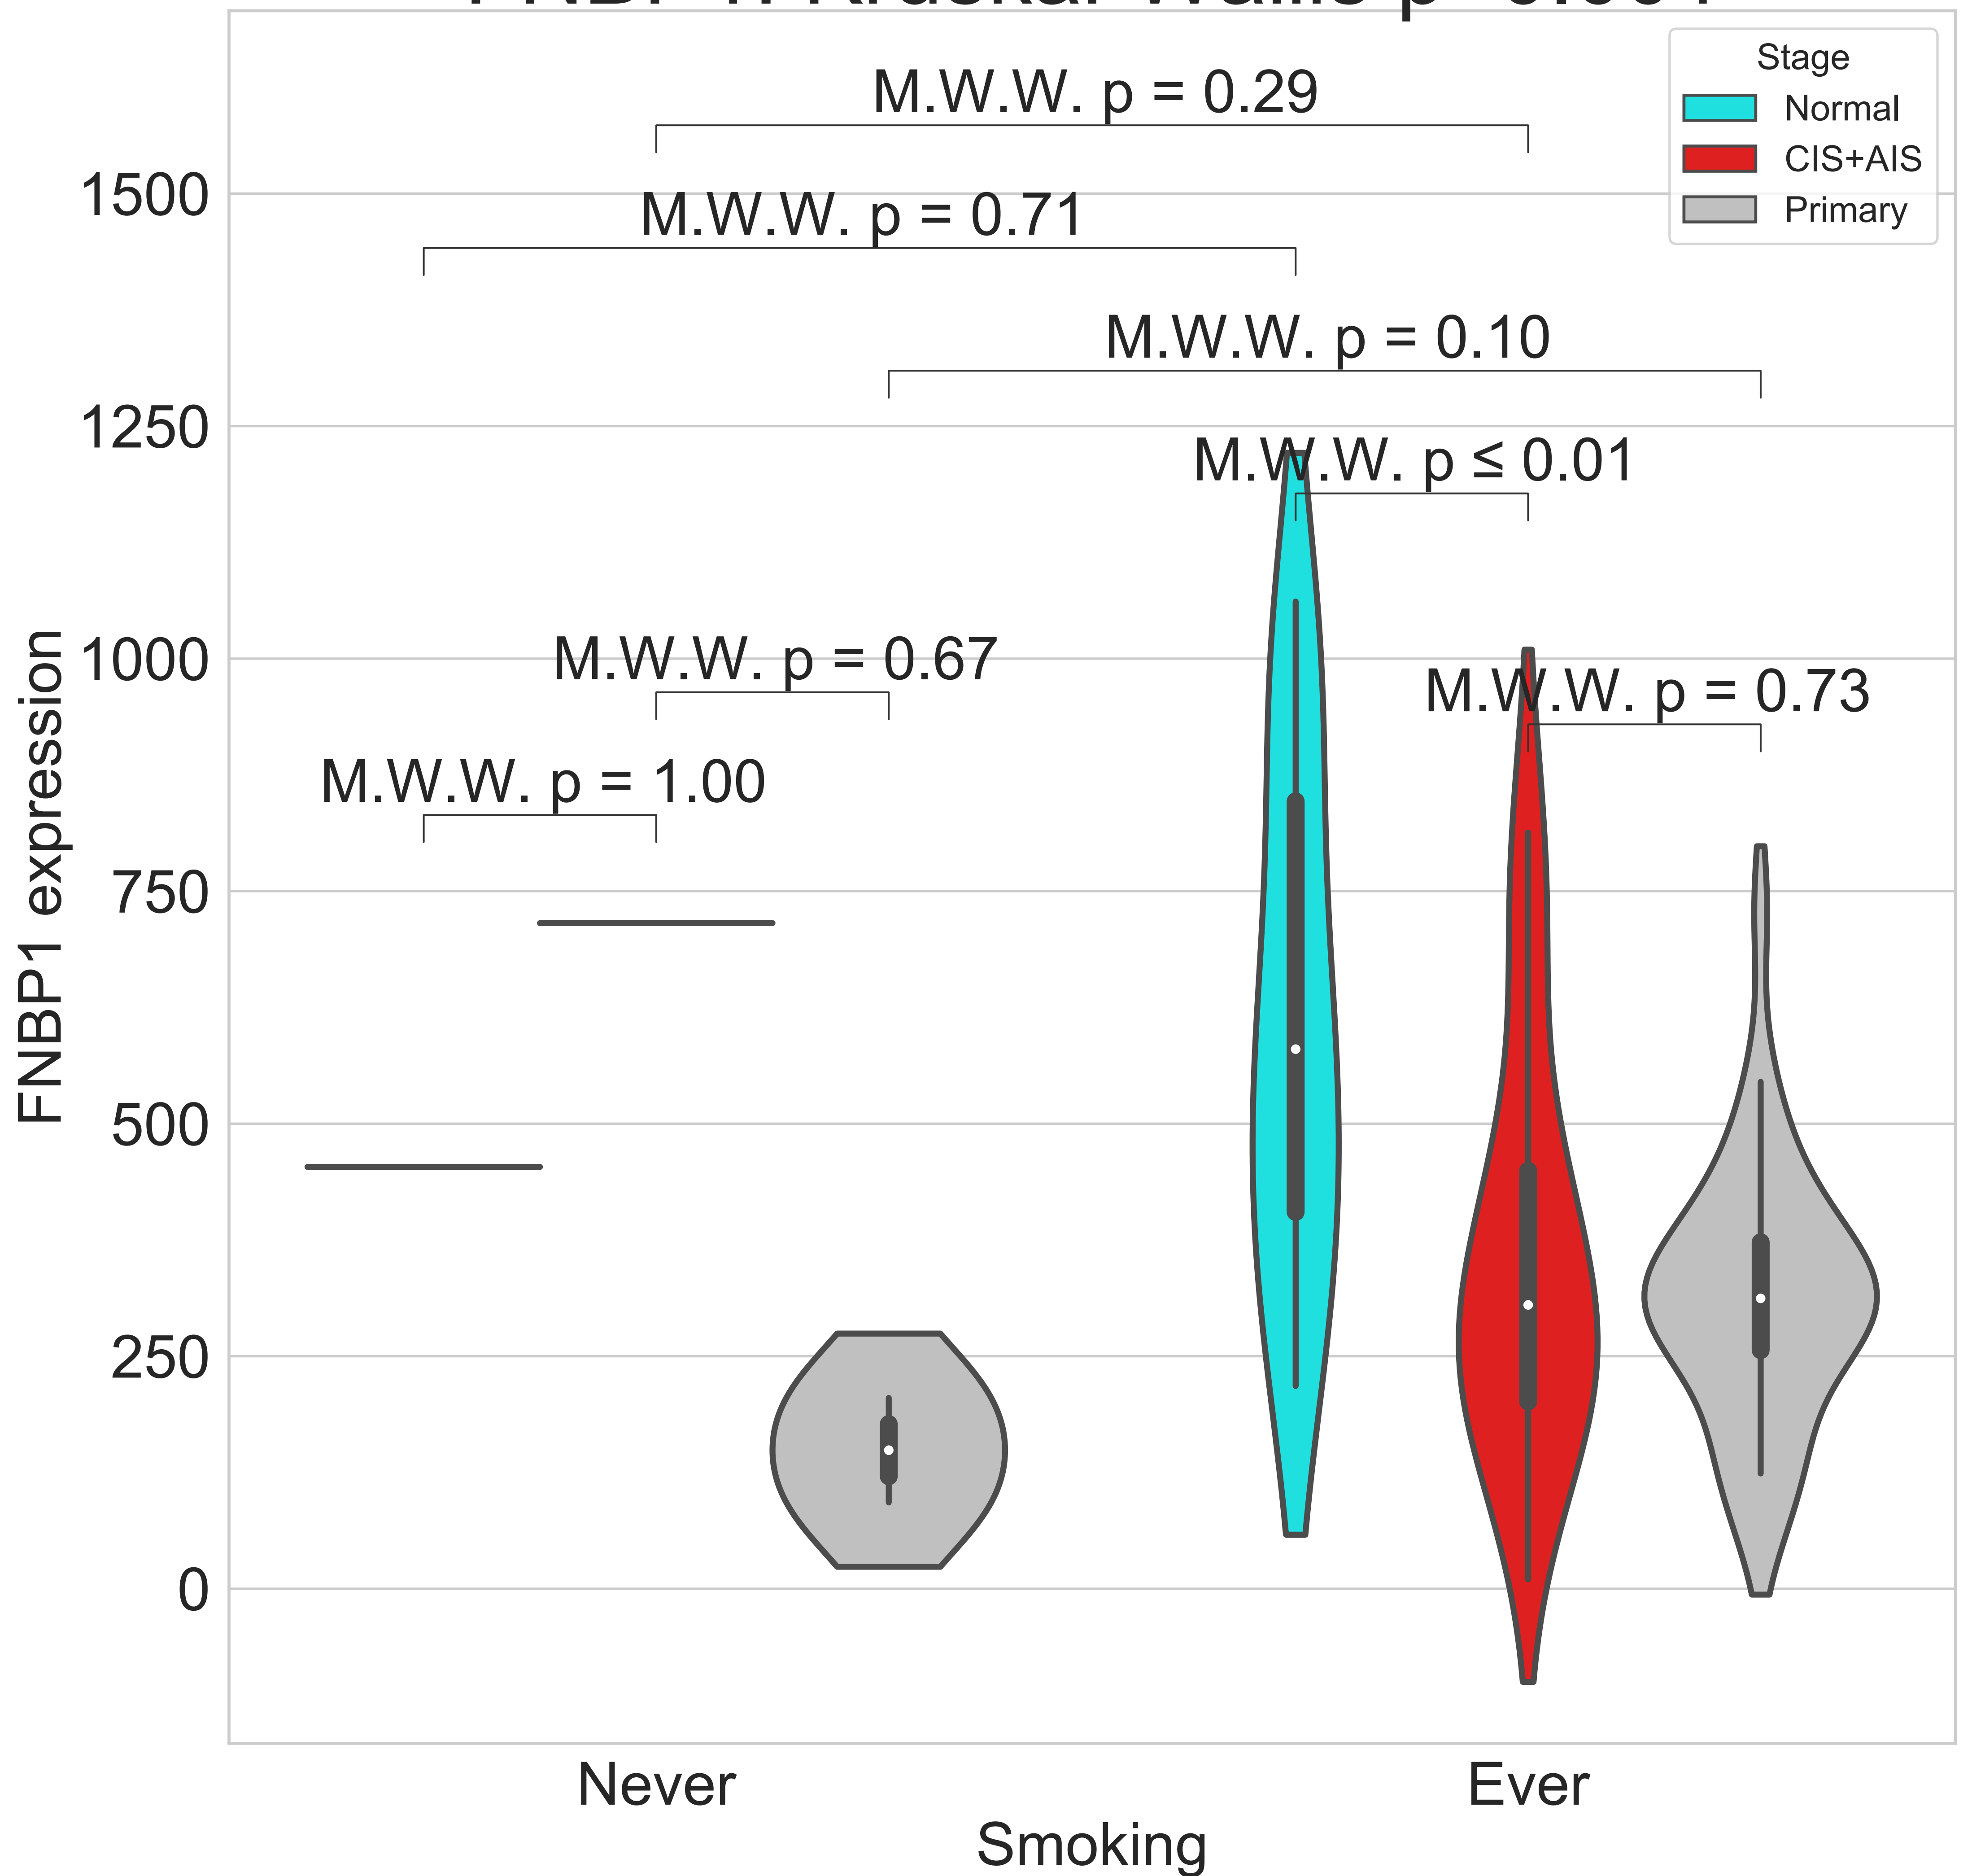 Stage
Normal
CIS+AIS
Primary
M.W.W. p = 0.29
M.W.W. p = 0.71
M.W.W. p = 0.10
M.W.W. p ≤ 0.01
M.W.W. p = 0.67
M.W.W. p = 0.73
M.W.W. p = 1.00
1500
1250
1000
750
500
250
0
FNBP1 expression
Never
Ever
Smoking